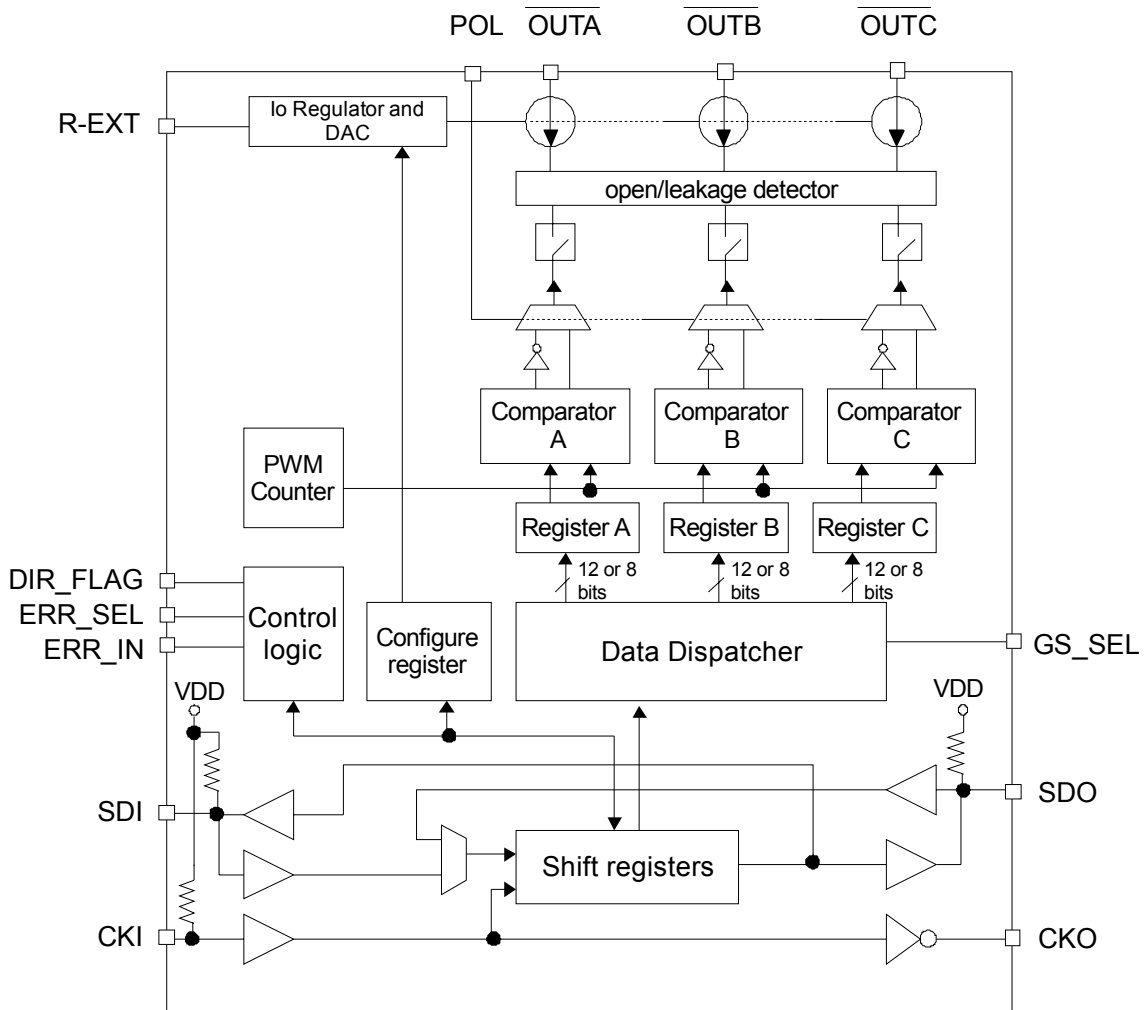 POL OUTA OUTB OUTC
R-EXT
Io Regulator and
DAC
open/leakage detector
Comparator
A
Comparator
B
Comparator
C
PWM
Counter
Register A
Register B
Register C
12 or 8
bits
12 or 8
bits
12 or 8
bits
DIR_FLAG
ERR_SEL
ERR_IN
Control
logic
Configure
register
Data Dispatcher
GS_SEL
VDD
VDD
SDI
SDO
Shift registers
CKI
CKO